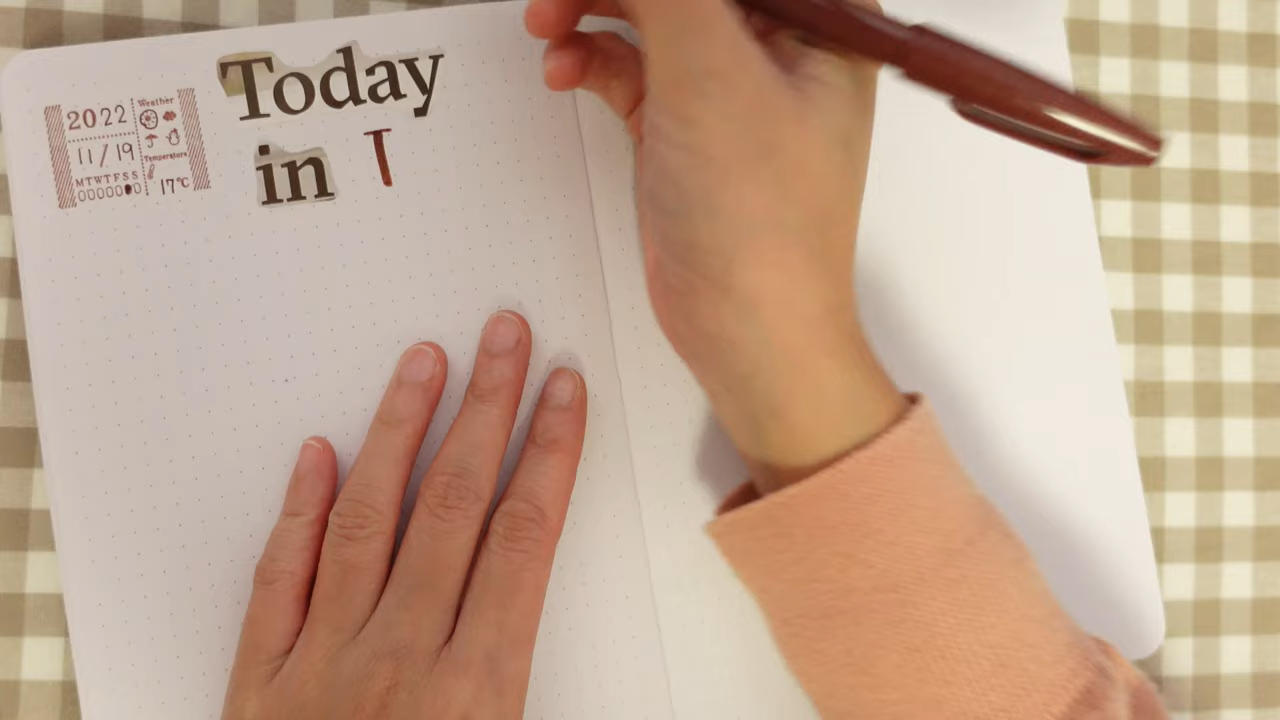 2022
Weather
11/19
Temperature
MTWTFSS
17°C
Today
in T